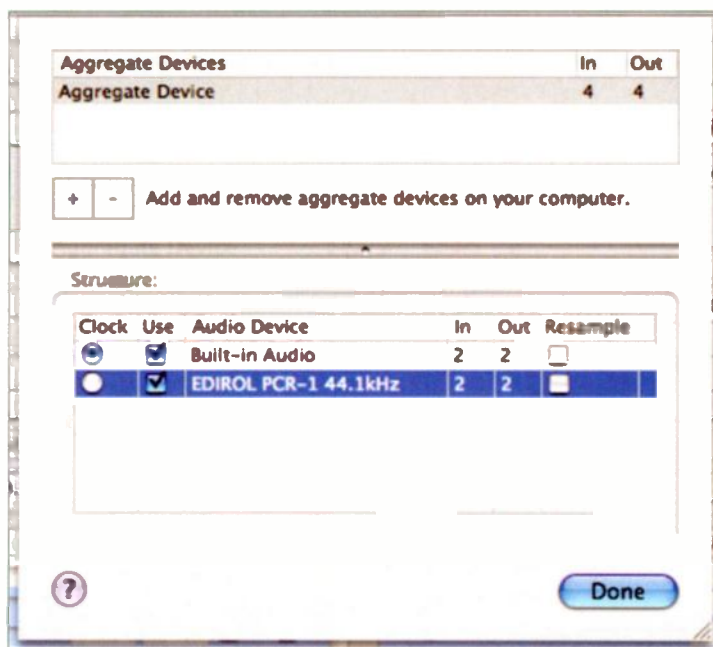 Aggregate Devices In Out
Aggregate Device 4 4
+ - Add and remove aggregate devices on your computer.
Structure:
Clock Use Audio Device In Out Resample
Built-in Audio 2 2
EDIROL PCR-1 44.1kHz 2 2
? Done